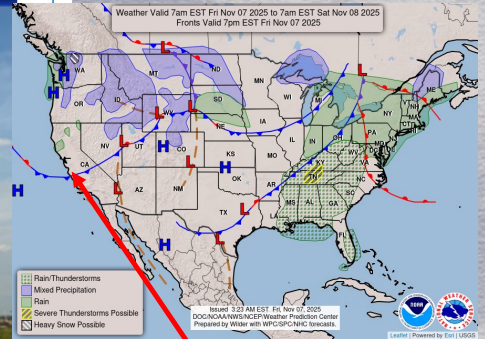 Weather Valid 7am EST Fri Nov 07 2025 to 7am EST Sat Nov 08 2025
Fronts Valid 7pm EST Fri Nov 07 2025
WA
MT
ND
MN
OR
ID
WY
SD
WI
MI
ME
VT
NH
NY
MA
CT
NE
IA
PA
NV
UT
CO
KS
MO
IL
IN
OH
WV
VA
KY
CA
AZ
NM
OK
AR
TN
NC
SC
TX
LA
MS
AL
GA
FL
H
H
H
H
H
H
L
L
L
L
L
L
L
L
L
L
Rain/Thunderstorms
Mixed Precipitation
Rain
Severe Thunderstorms Possible
Heavy Snow Possible
Issued 3:23 AM EST Fri, Nov 07, 2025
DOC/NOAA/NWS/NCEP/Weather Prediction Center
Prepared by Wilder with WPC/SPC/NHC forecasts.
NOAA
Leaflet | Powered by Esri | USGS